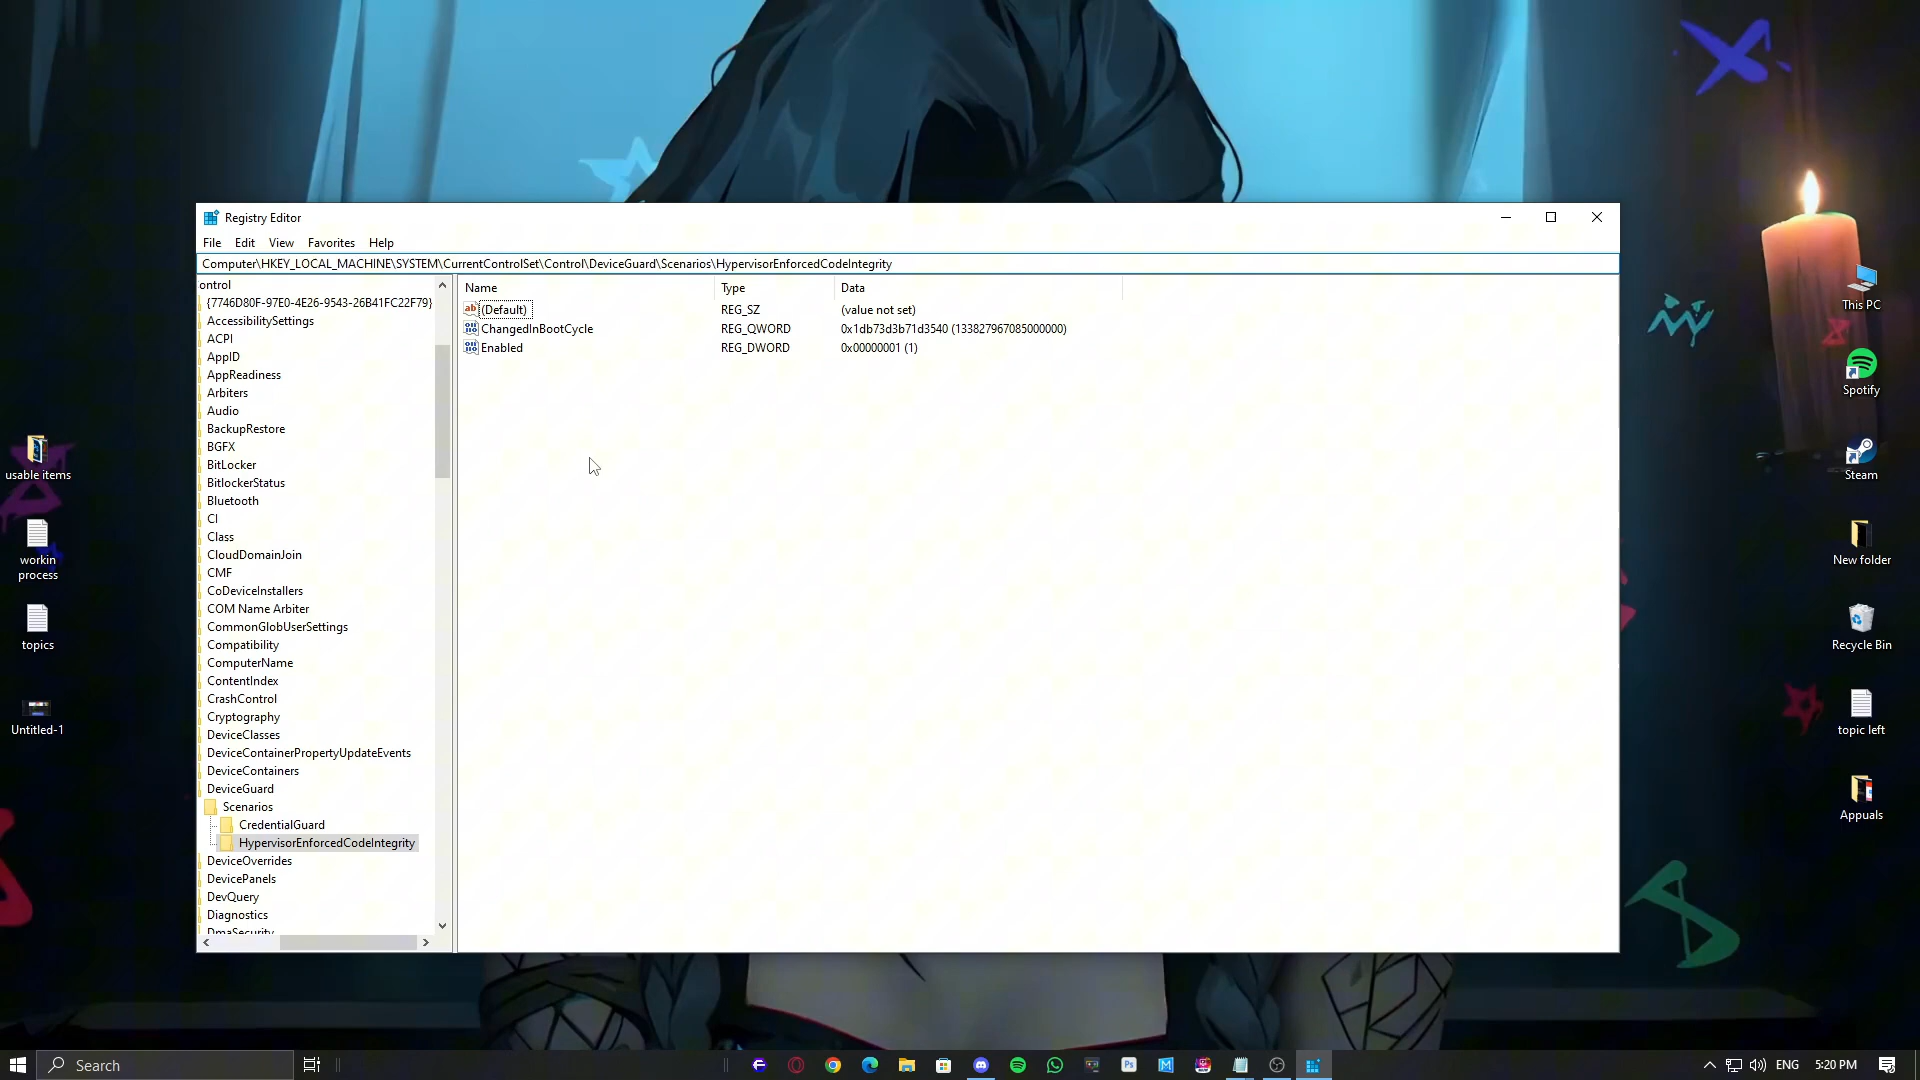 Registry Editor
File Edit View Favorites Help
Computer\HKEY_LOCAL_MACHINE\SYSTEM\CurrentControlSet\Control\DeviceGuard\Scenarios\HypervisorEnforcedCodeIntegrity
ontrol
{7746D80F-97E0-4E26-9543-26B41FC22F79}
AccessibilitySettings
ACPI
AppID
AppReadiness
Arbiters
Audio
BackupRestore
BGFX
BitLocker
BitlockerStatus
Bluetooth
CI
Class
CloudDomainJoin
CMF
CoDeviceInstallers
COM Name Arbiter
CommonGlobUserSettings
Compatibility
ComputerName
ContentIndex
CrashControl
Cryptography
DeviceClasses
DeviceContainerPropertyUpdateEvents
DeviceContainers
DeviceGuard
Scenarios
CredentialGuard
HypervisorEnforcedCodeIntegrity
DeviceOverrides
DevicePanels
DevQuery
Diagnostics
DmaSecurity
Name Type Data
(Default) REG_SZ (value not set)
ChangedInBootCycle REG_QWORD 0x1db73d3b71d3540 (133827967085000000)
Enabled REG_DWORD 0x00000001 (1)
usable items
workin
process
topics
Untitled-1
This PC
Spotify
Steam
New folder
Recycle Bin
topic left
Appuals
Search
ENG 5:20 PM